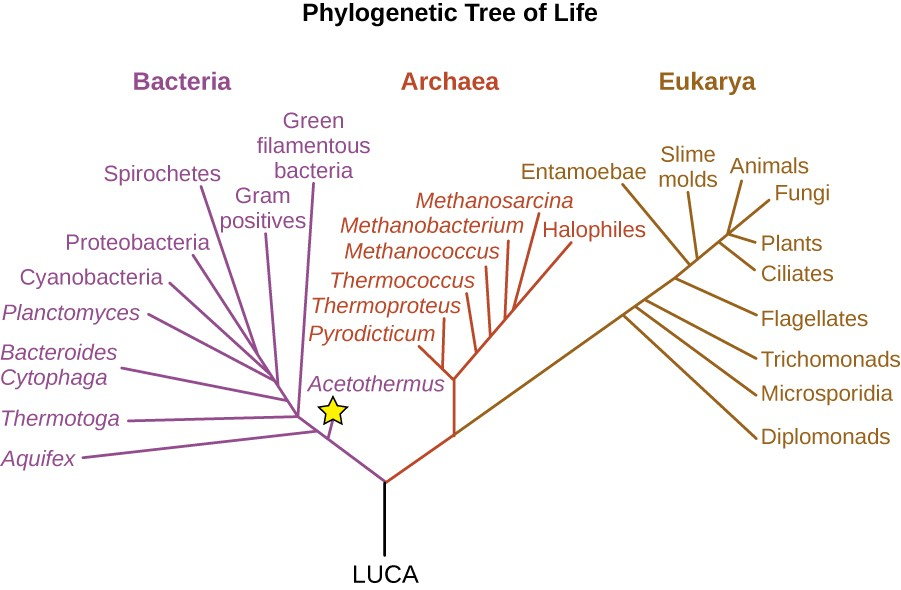 Phylogenetic Tree of Life
Bacteria
Archaea
Eukarya
Green
filamentous
bacteria
Spirochetes
Gram
positives
Proteobacteria
Cyanobacteria
Planctomyces
Bacteroides
Cytophaga
Thermotoga
Aquifex
Acetothermus
Methanosarcina
Methanobacterium
Halophiles
Methanococcus
Thermococcus
Thermoproteus
Pyrodicticum
Entamoebae
Slime
molds
Animals
Fungi
Plants
Ciliates
Flagellates
Trichomonads
Microsporidia
Diplomonads
LUCA